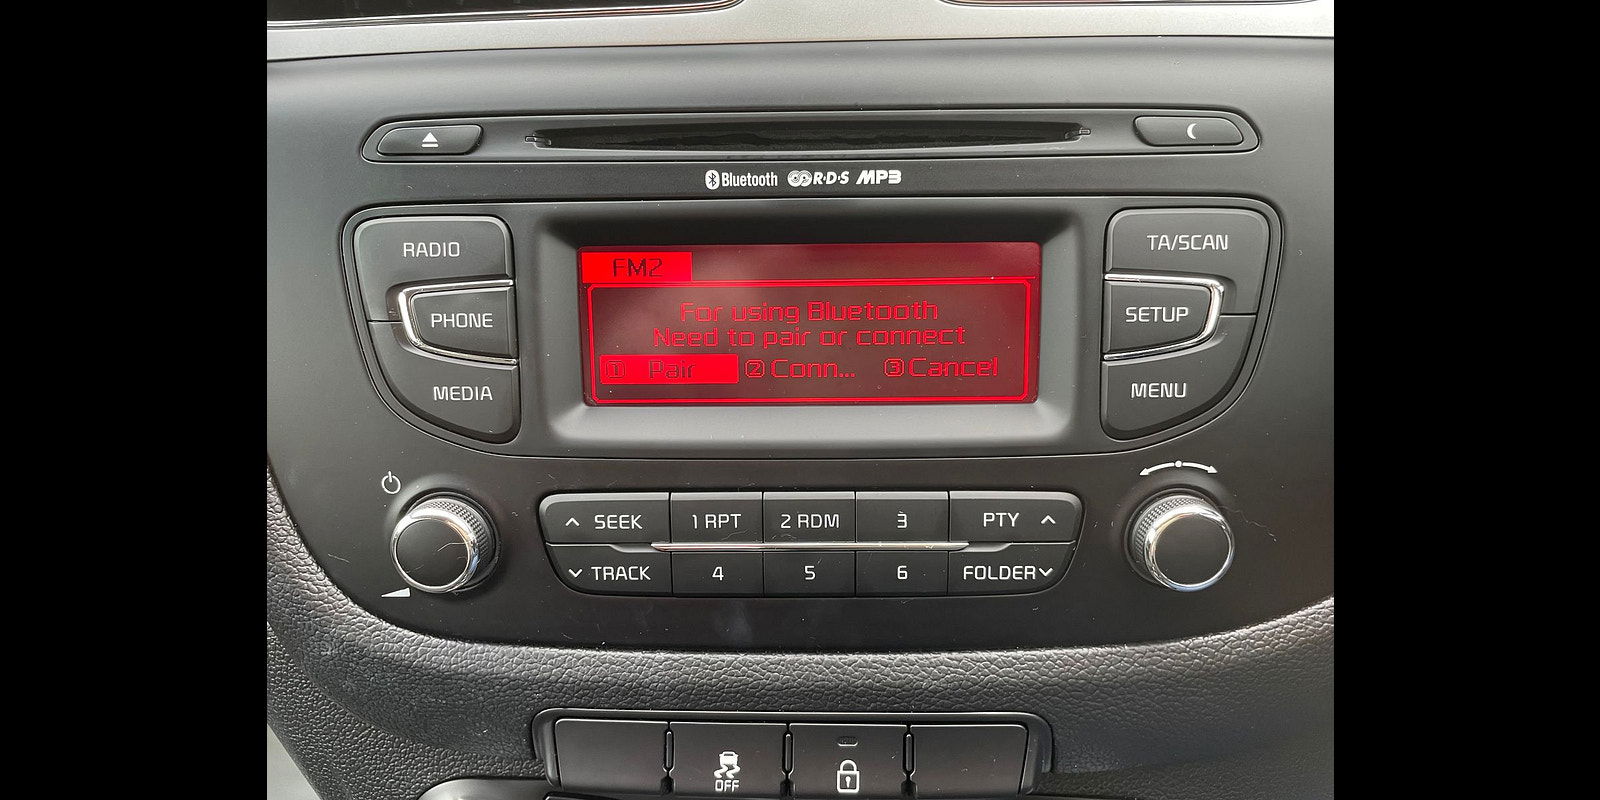 Bluetooth R·D·S MP3
RADIO
PHONE
MEDIA
FM2
For using Bluetooth
Need to pair or connect
① Pair ② Conn... ③ Cancel
TA/SCAN
SETUP
MENU
SEEK 1 RPT 2 RDM 3 PTY
TRACK 4 5 6 FOLDER
OFF